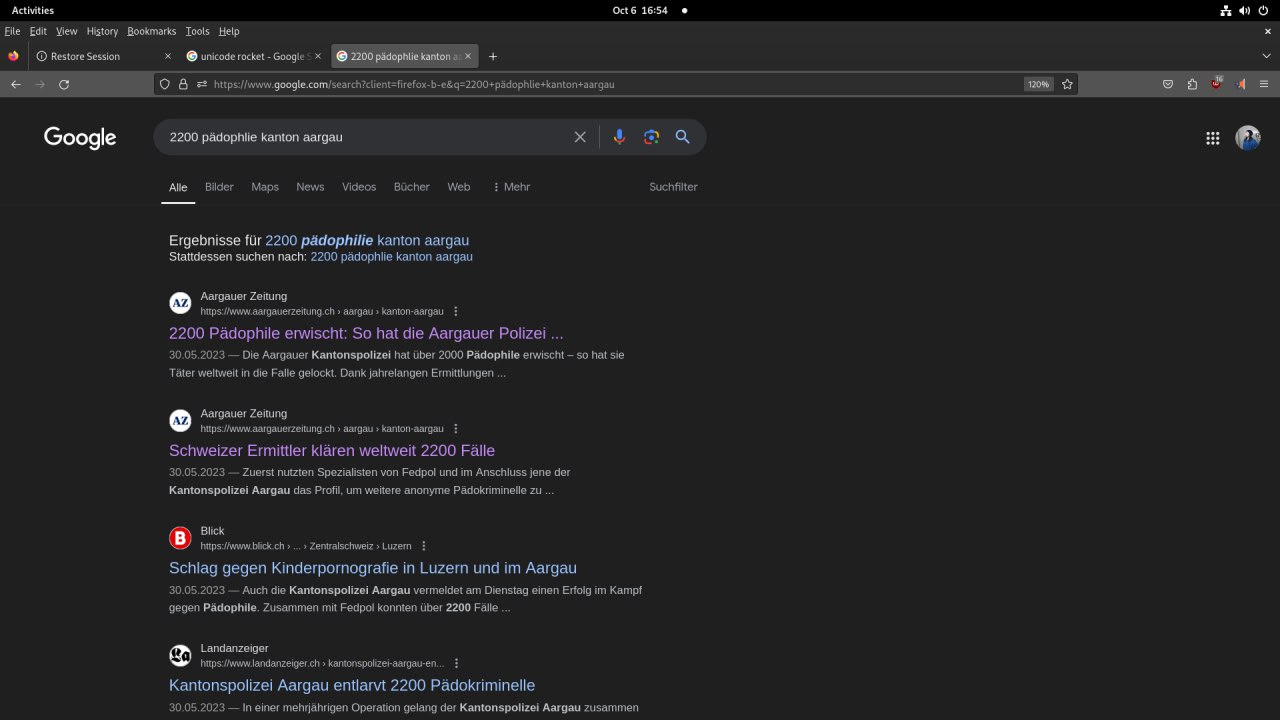 Activities
Oct 6 16:54
File Edit View History Bookmarks Tools Help
Restore Session
unicode rocket - Google S
2200 pädophlie kanton aa
https://www.google.com/search?client=firefox-b-e&q=2200+pädophlie+kanton+aargau
120%
16
Google
2200 pädophlie kanton aargau
Alle Bilder Maps News Videos Bücher Web Mehr Suchfilter
Ergebnisse für 2200 pädophilie kanton aargau
Stattdessen suchen nach: 2200 pädophlie kanton aargau
AZ
Aargauer Zeitung
https://www.aargauerzeitung.ch › aargau › kanton-aargau
2200 Pädophile erwischt: So hat die Aargauer Polizei ...
30.05.2023 — Die Aargauer Kantonspolizei hat über 2000 Pädophile erwischt – so hat sie
Täter weltweit in die Falle gelockt. Dank jahrelangen Ermittlungen ...
AZ
Aargauer Zeitung
https://www.aargauerzeitung.ch › aargau › kanton-aargau
Schweizer Ermittler klären weltweit 2200 Fälle
30.05.2023 — Zuerst nutzten Spezialisten von Fedpol und im Anschluss jene der
Kantonspolizei Aargau das Profil, um weitere anonyme Pädokriminelle zu ...
B
Blick
https://www.blick.ch › ... › Zentralschweiz › Luzern
Schlag gegen Kinderpornografie in Luzern und im Aargau
30.05.2023 — Auch die Kantonspolizei Aargau vermeldet am Dienstag einen Erfolg im Kampf
gegen Pädophile. Zusammen mit Fedpol konnten über 2200 Fälle ...
La
Landanzeiger
https://www.landanzeiger.ch › kantonspolizei-aargau-en...
Kantonspolizei Aargau entlarvt 2200 Pädokriminelle
30.05.2023 — In einer mehrjährigen Operation gelang der Kantonspolizei Aargau zusammen